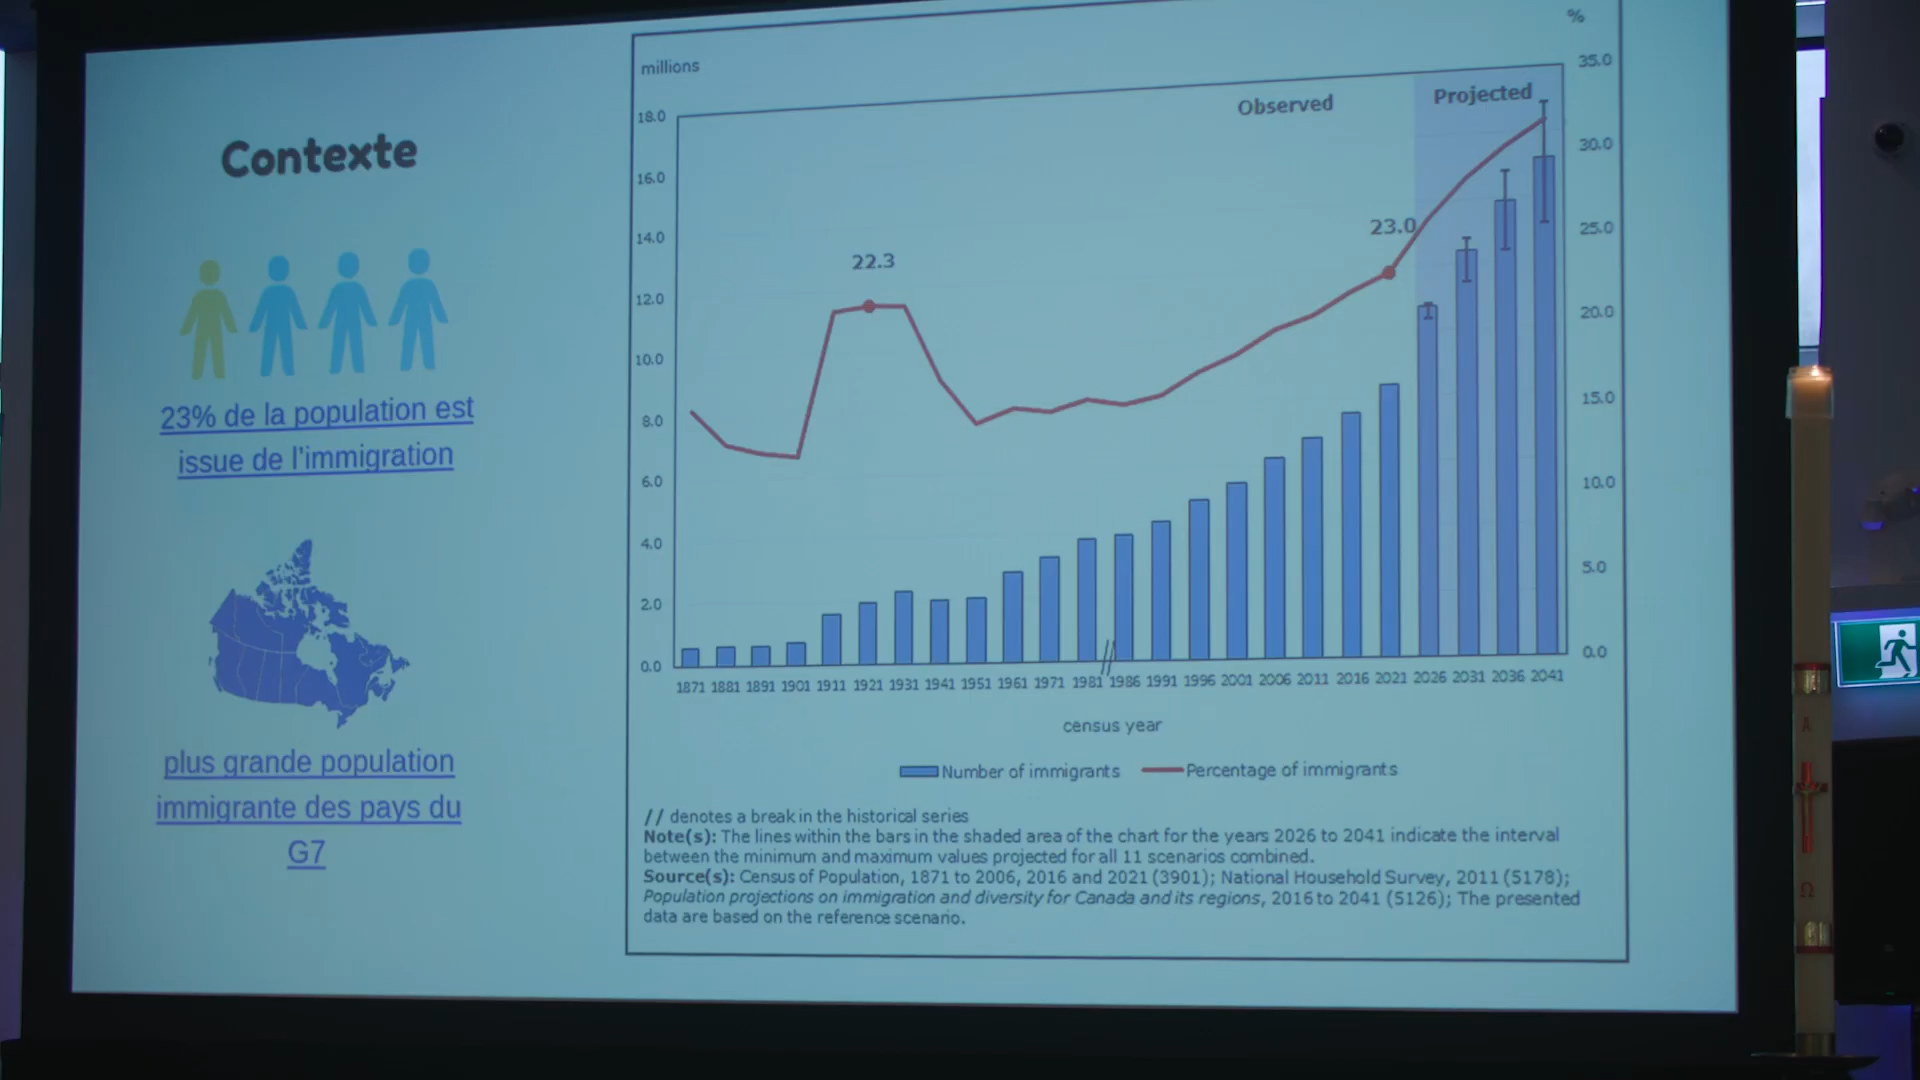 Contexte
23% de la population est
issue de l'immigration
plus grande population
immigrante des pays du
G7
millions
%
18.0
16.0
14.0
12.0
10.0
8.0
6.0
4.0
2.0
0.0
Observed
Projected
22.3
23.0
35.0
30.0
25.0
20.0
15.0
10.0
5.0
0.0
1871 1881 1891 1901 1911 1921 1931 1941 1951 1961 1971 1981 1986 1991 1996 2001 2006 2011 2016 2021 2026 2031 2036 2041
//
census year
Number of immigrants Percentage of immigrants
// denotes a break in the historical series
Note(s): The lines within the bars in the shaded area of the chart for the years 2026 to 2041 indicate the interval
between the minimum and maximum values projected for all 11 scenarios combined.
Source(s): Census of Population, 1871 to 2006, 2016 and 2021 (3901); National Household Survey, 2011 (5178);
Population projections on immigration and diversity for Canada and its regions, 2016 to 2041 (5126); The presented
data are based on the reference scenario.
Α
Ω